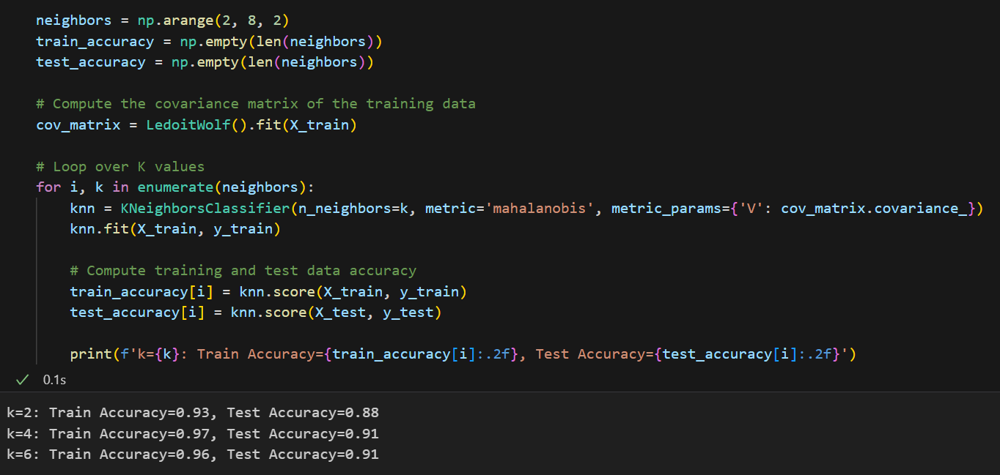 neighbors = np.arange(2, 8, 2)
train_accuracy = np.empty(len(neighbors))
test_accuracy = np.empty(len(neighbors))
# Compute the covariance matrix of the training data
cov_matrix = LedoitWolf().fit(X_train)
# Loop over K values
for i, k in enumerate(neighbors):
    knn = KNeighborsClassifier(n_neighbors=k, metric='mahalanobis', metric_params={'V': cov_matrix.covariance_})
    knn.fit(X_train, y_train)
    # Compute training and test data accuracy
    train_accuracy[i] = knn.score(X_train, y_train)
    test_accuracy[i] = knn.score(X_test, y_test)
    print(f'k={k}: Train Accuracy={train_accuracy[i]:.2f}, Test Accuracy={test_accuracy[i]:.2f}')
✓ 0.1s
k=2: Train Accuracy=0.93, Test Accuracy=0.88
k=4: Train Accuracy=0.97, Test Accuracy=0.91
k=6: Train Accuracy=0.96, Test Accuracy=0.91